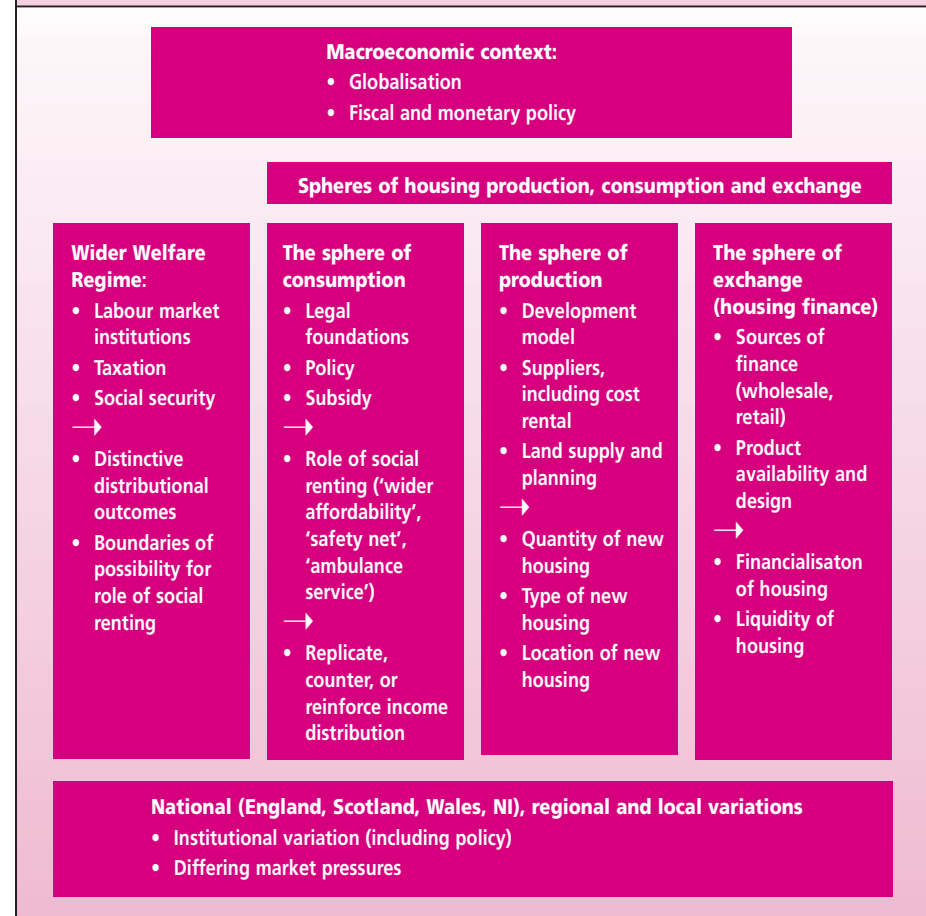 Macroeconomic context:
• Globalisation
• Fiscal and monetary policy
Spheres of housing production, consumption and exchange
Wider Welfare
Regime:
• Labour market
institutions
• Taxation
• Social security
→
• Distinctive
distributional
outcomes
• Boundaries of
possibility for
role of social
renting
The sphere of
consumption
• Legal
foundations
• Policy
• Subsidy
→
• Role of social
renting (‘wider
affordability’,
‘safety net’,
‘ambulance
service’)
→
• Replicate,
counter, or
reinforce income
distribution
The sphere of
production
• Development
model
• Suppliers,
including cost
rental
• Land supply and
planning
→
• Quantity of new
housing
• Type of new
housing
• Location of new
housing
The sphere of
exchange
(housing finance)
• Sources of
finance
(wholesale,
retail)
• Product
availability and
design
→
• Financialisaton
of housing
• Liquidity of
housing
National (England, Scotland, Wales, NI), regional and local variations
• Institutional variation (including policy)
• Differing market pressures